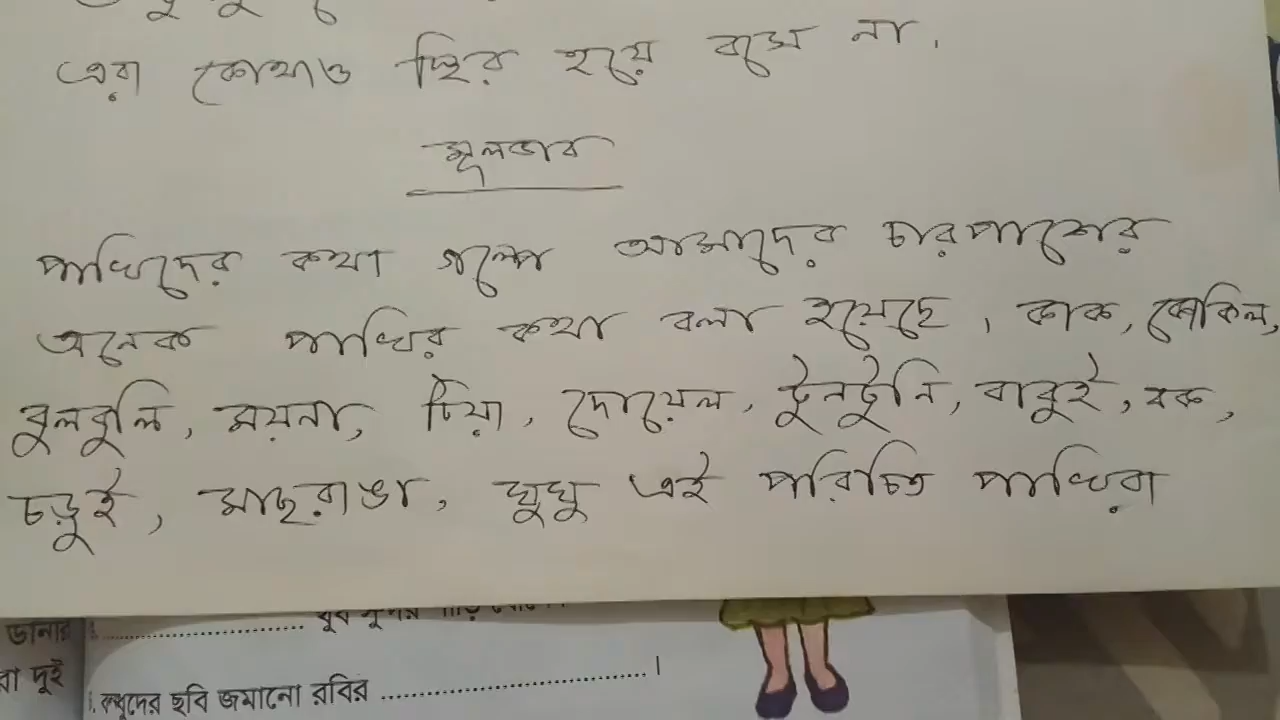 এরা কোথাও স্থির হয়ে বসে না.
মূলভাব
পাখিদের কথা গল্পে আমাদের চারপাশের
অনেক পাখির কথা বলা হয়েছে, কাক, কোকিল,
বুলবুলি, ময়না, টিয়া, দোয়েল, টুনটুনি, বাবুই, বক,
চড়ুই, মাছরাঙা, ঘুঘু এই পরিচিত পাখিরা
ডানার
রা দুই
বন্ধুদের ছবি জমানো রবির ....................................।